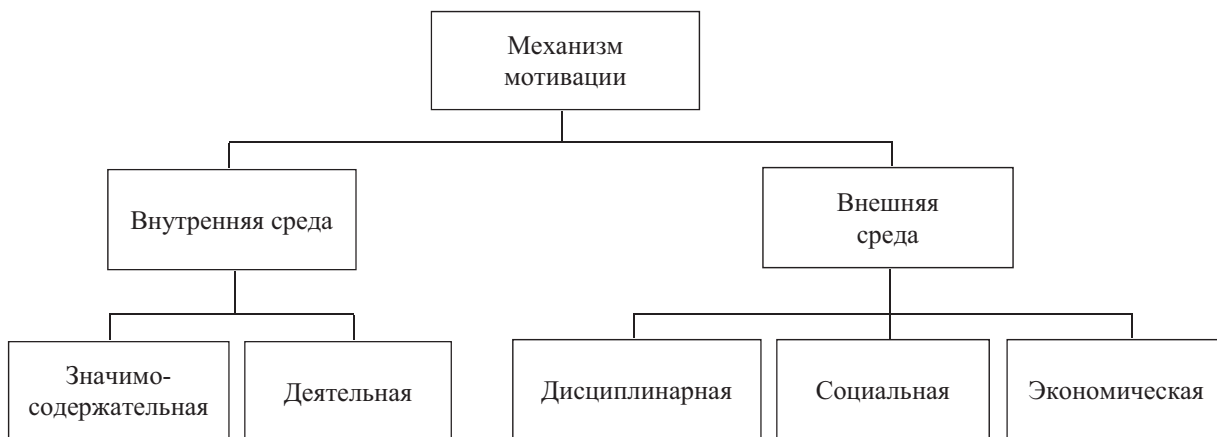 Механизм
мотивации
Внутренняя среда
Внешняя
среда
Значимо-
содержательная
Деятельная
Дисциплинарная
Социальная
Экономическая